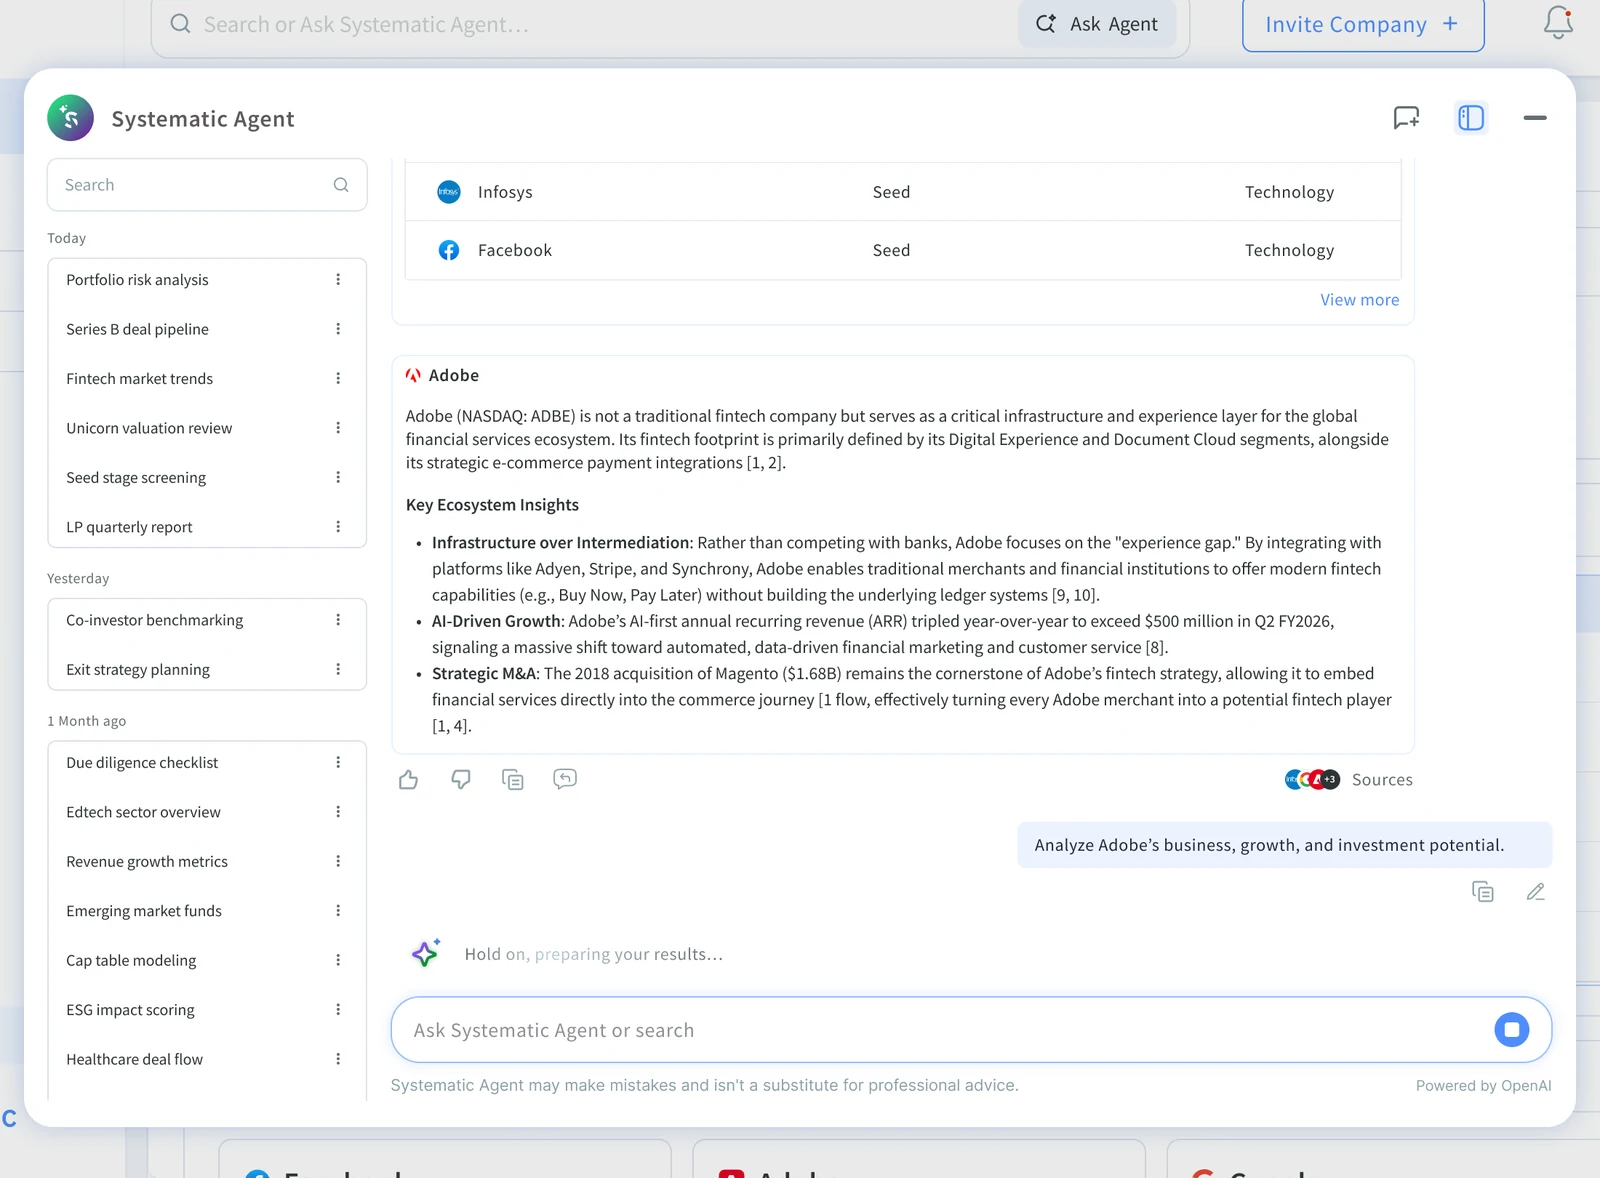 Search or Ask Systematic Agent...
Ask Agent
Invite Company +
Systematic Agent
Search
Today
Portfolio risk analysis
Series B deal pipeline
Fintech market trends
Unicorn valuation review
Seed stage screening
LP quarterly report
Yesterday
Co-investor benchmarking
Exit strategy planning
1 Month ago
Due diligence checklist
Edtech sector overview
Revenue growth metrics
Emerging market funds
Cap table modeling
ESG impact scoring
Healthcare deal flow
Infosys Seed Technology
Facebook Seed Technology
View more
Adobe
Adobe (NASDAQ: ADBE) is not a traditional fintech company but serves as a critical infrastructure and experience layer for the global
financial services ecosystem. Its fintech footprint is primarily defined by its Digital Experience and Document Cloud segments, alongside
its strategic e-commerce payment integrations [1, 2].
Key Ecosystem Insights
• Infrastructure over Intermediation: Rather than competing with banks, Adobe focuses on the "experience gap." By integrating with
platforms like Adyen, Stripe, and Synchrony, Adobe enables traditional merchants and financial institutions to offer modern fintech
capabilities (e.g., Buy Now, Pay Later) without building the underlying ledger systems [9, 10].
• AI-Driven Growth: Adobe’s AI-first annual recurring revenue (ARR) tripled year-over-year to exceed $500 million in Q2 FY2026,
signaling a massive shift toward automated, data-driven financial marketing and customer service [8].
• Strategic M&A: The 2018 acquisition of Magento ($1.68B) remains the cornerstone of Adobe’s fintech strategy, allowing it to embed
financial services directly into the commerce journey [1 flow, effectively turning every Adobe merchant into a potential fintech player
[1, 4].
+3 Sources
Analyze Adobe’s business, growth, and investment potential.
Hold on, preparing your results...
Ask Systematic Agent or search
Systematic Agent may make mistakes and isn't a substitute for professional advice.
Powered by OpenAI